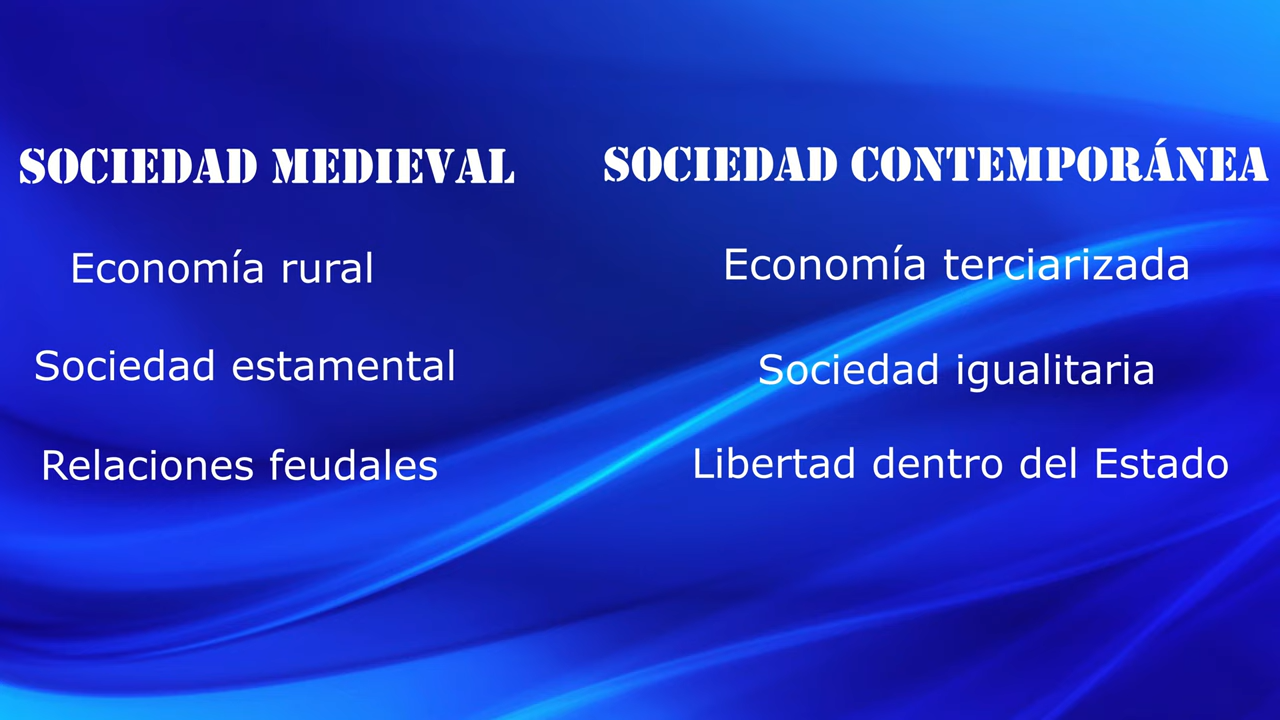 SOCIEDAD MEDIEVAL
Economía rural
Sociedad estamental
Relaciones feudales
SOCIEDAD CONTEMPORÁNEA
Economía terciarizada
Sociedad igualitaria
Libertad dentro del Estado